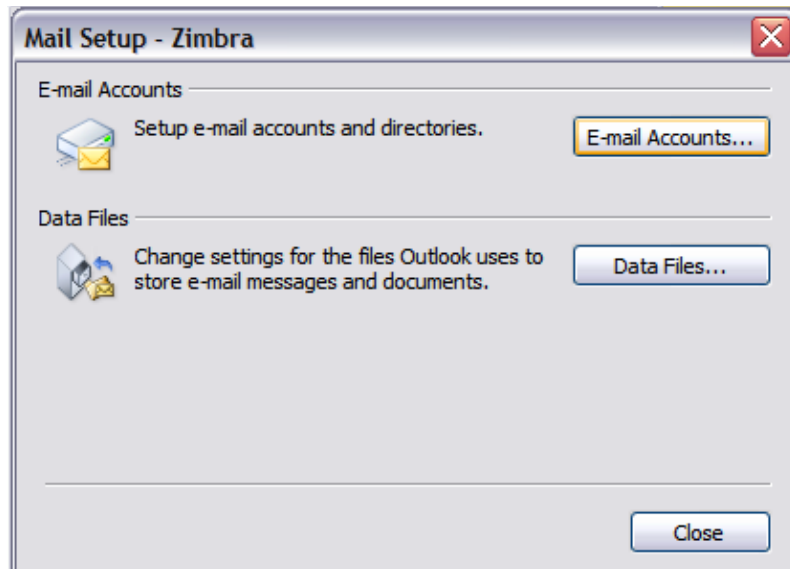 Mail Setup - Zimbra
E-mail Accounts
Setup e-mail accounts and directories.
E-mail Accounts...
Data Files
Change settings for the files Outlook uses to
store e-mail messages and documents.
Data Files...
Close